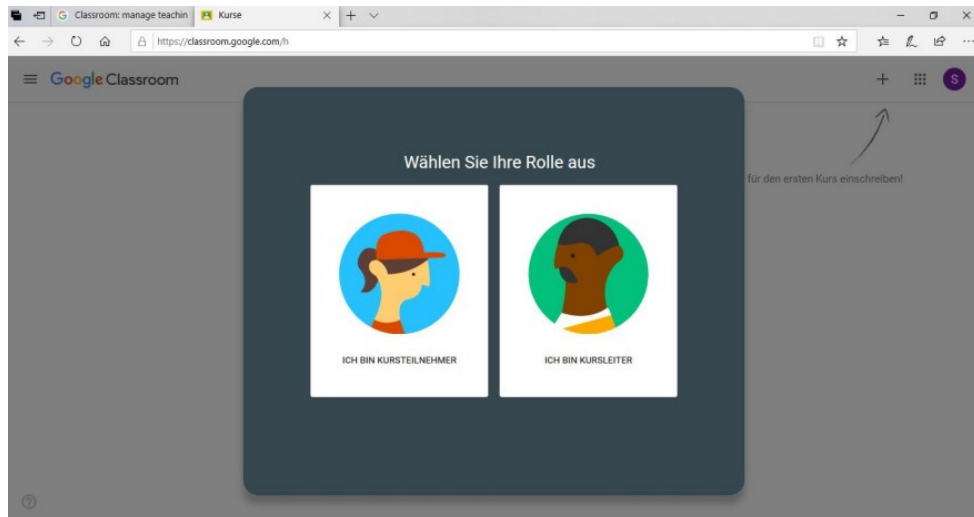 Classroom: manage teachin
Kurse
https://classroom.google.com/h
Google Classroom
S
Wählen Sie Ihre Rolle aus
für den ersten Kurs einschreiben!
ICH BIN KURSTEILNEHMER
ICH BIN KURSLEITER